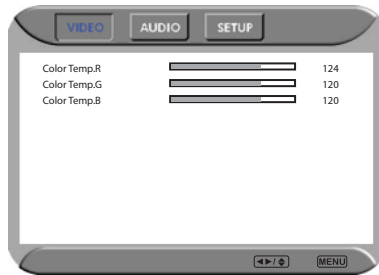 VIDEO AUDIO SETUP
Color Temp.R 124
Color Temp.G 120
Color Temp.B 120
MENU